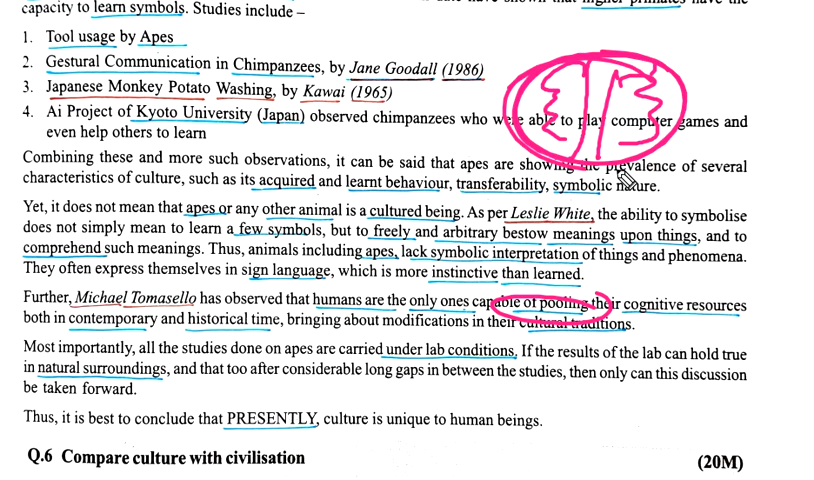 capacity to learn symbols. Studies include –
1. Tool usage by Apes
2. Gestural Communication in Chimpanzees, by Jane Goodall (1986)
3. Japanese Monkey Potato Washing, by Kawai (1965)
4. Ai Project of Kyoto University (Japan) observed chimpanzees who were able to play computer games and
even help others to learn
Combining these and more such observations, it can be said that apes are showing the prevalence of several
characteristics of culture, such as its acquired and learnt behaviour, transferability, symbolic nature.
Yet, it does not mean that apes or any other animal is a cultured being. As per Leslie White, the ability to symbolise
does not simply mean to learn a few symbols, but to freely and arbitrary bestow meanings upon things, and to
comprehend such meanings. Thus, animals including apes, lack symbolic interpretation of things and phenomena.
They often express themselves in sign language, which is more instinctive than learned.
Further, Michael Tomasello has observed that humans are the only ones capable of pooling their cognitive resources
both in contemporary and historical time, bringing about modifications in their cultural traditions.
Most importantly, all the studies done on apes are carried under lab conditions. If the results of the lab can hold true
in natural surroundings, and that too after considerable long gaps in between the studies, then only can this discussion
be taken forward.
Thus, it is best to conclude that PRESENTLY, culture is unique to human beings.
Q.6 Compare culture with civilisation (20M)